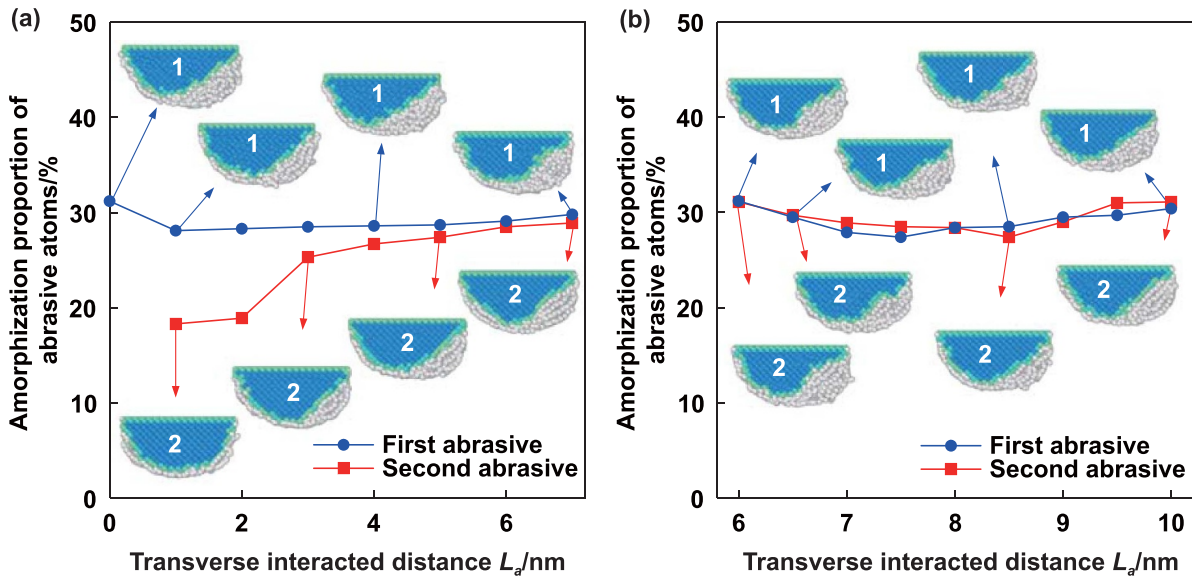 (a)
Amorphization proportion of
abrasive atoms/%
50
40
30
20
10
0
1
1
1
1
2
2
2
2
First abrasive
Second abrasive
0 2 4 6
Transverse interacted distance La/nm
(b)
Amorphization proportion of
abrasive atoms/%
50
40
30
20
10
0
1
1
1
1
2
2
2
2
First abrasive
Second abrasive
6 7 8 9 10
Transverse interacted distance La/nm